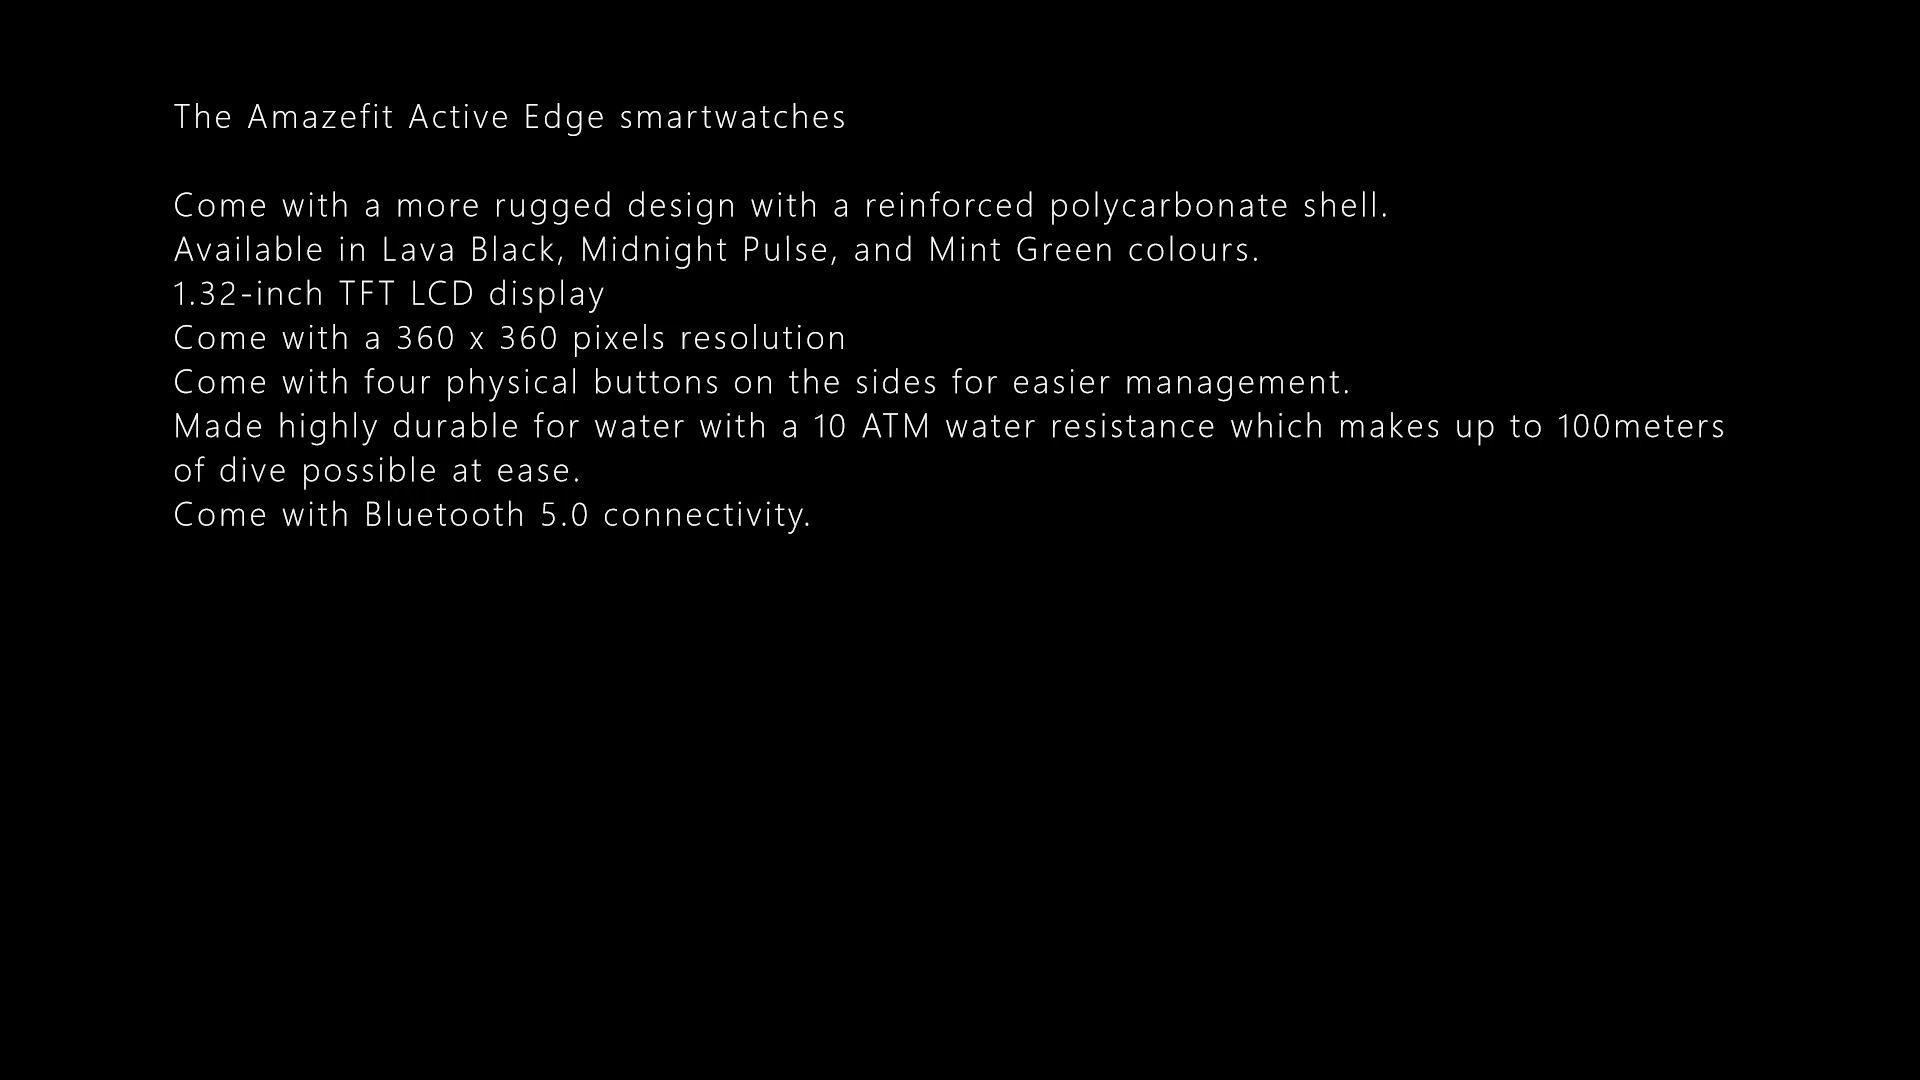 The Amazefit Active Edge smartwatches
Come with a more rugged design with a reinforced polycarbonate shell.
Available in Lava Black, Midnight Pulse, and Mint Green colours.
1.32-inch TFT LCD display
Come with a 360 x 360 pixels resolution
Come with four physical buttons on the sides for easier management.
Made highly durable for water with a 10 ATM water resistance which makes up to 100meters
of dive possible at ease.
Come with Bluetooth 5.0 connectivity.